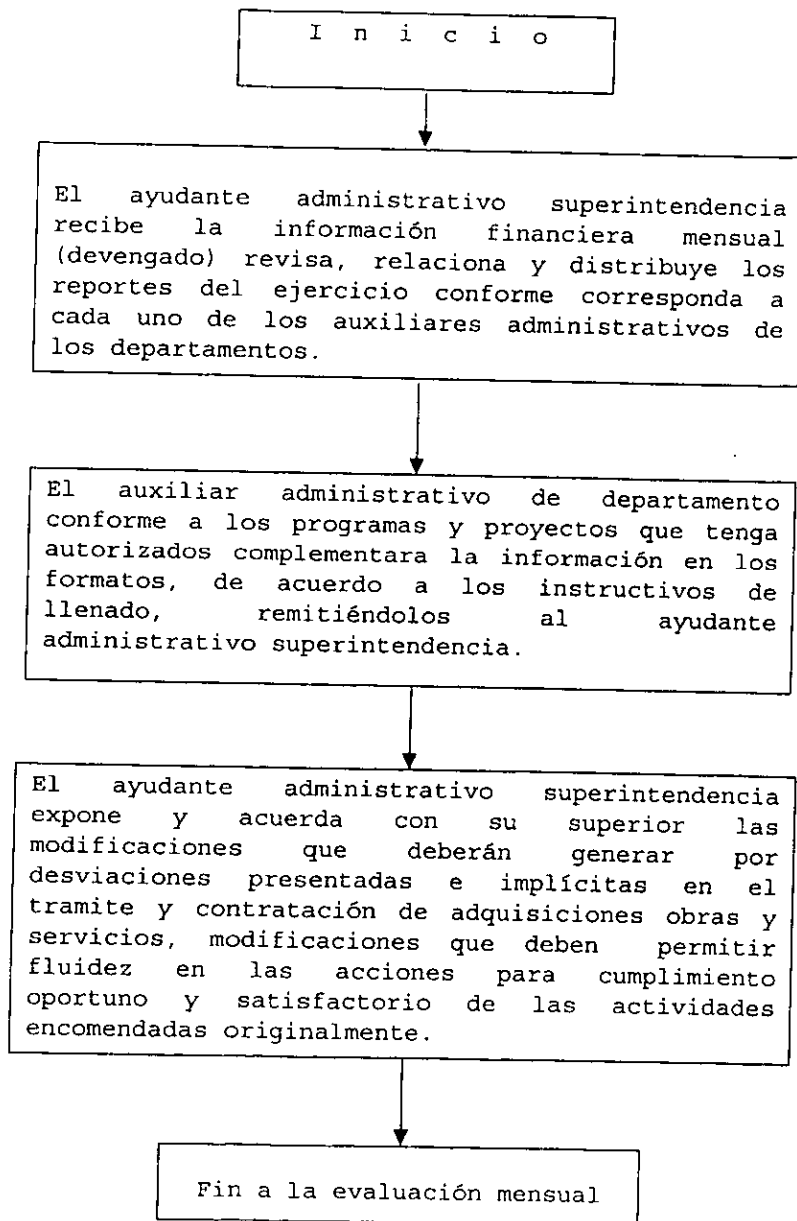 I n i c i o
El ayudante administrativo superintendencia
recibe la información financiera mensual
(devengado) revisa, relaciona y distribuye los
reportes del ejercicio conforme corresponda a
cada uno de los auxiliares administrativos de
los departamentos.
El auxiliar administrativo de departamento
conforme a los programas y proyectos que tenga
autorizados complementara la información en los
formatos, de acuerdo a los instructivos de
llenado, remitiéndolos al ayudante
administrativo superintendencia.
El ayudante administrativo superintendencia
expone y acuerda con su superior las
modificaciones que deberán generar por
desviaciones presentadas e implícitas en el
tramite y contratación de adquisiciones obras y
servicios, modificaciones que deben permitir
fluidez en las acciones para cumplimiento
oportuno y satisfactorio de las actividades
encomendadas originalmente.
Fin a la evaluación mensual